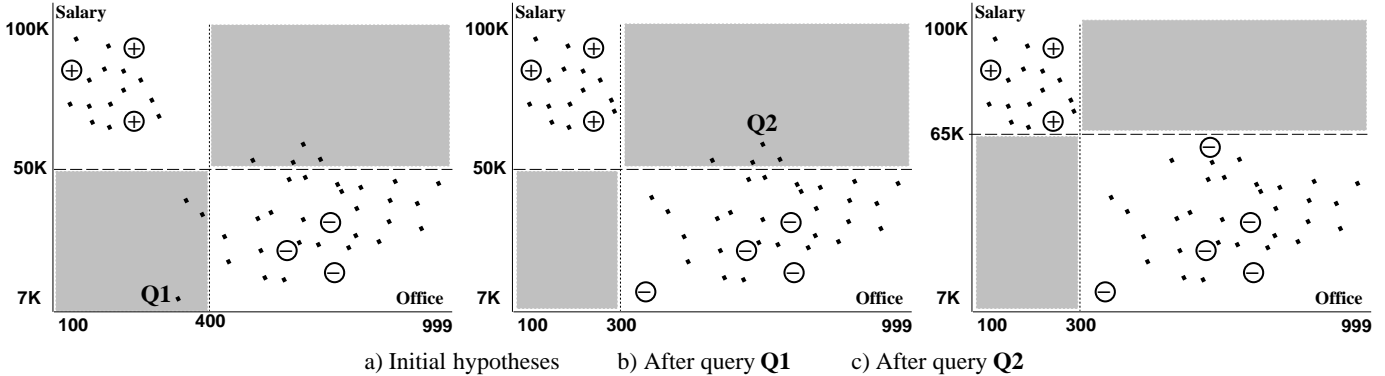 Salary
100K
50K
7K
Q1
Office
100
400
999
Salary
100K
Q2
50K
7K
Office
100
300
999
Salary
100K
65K
7K
Office
100
300
999
a) Initial hypotheses
b) After query Q1
c) After query Q2